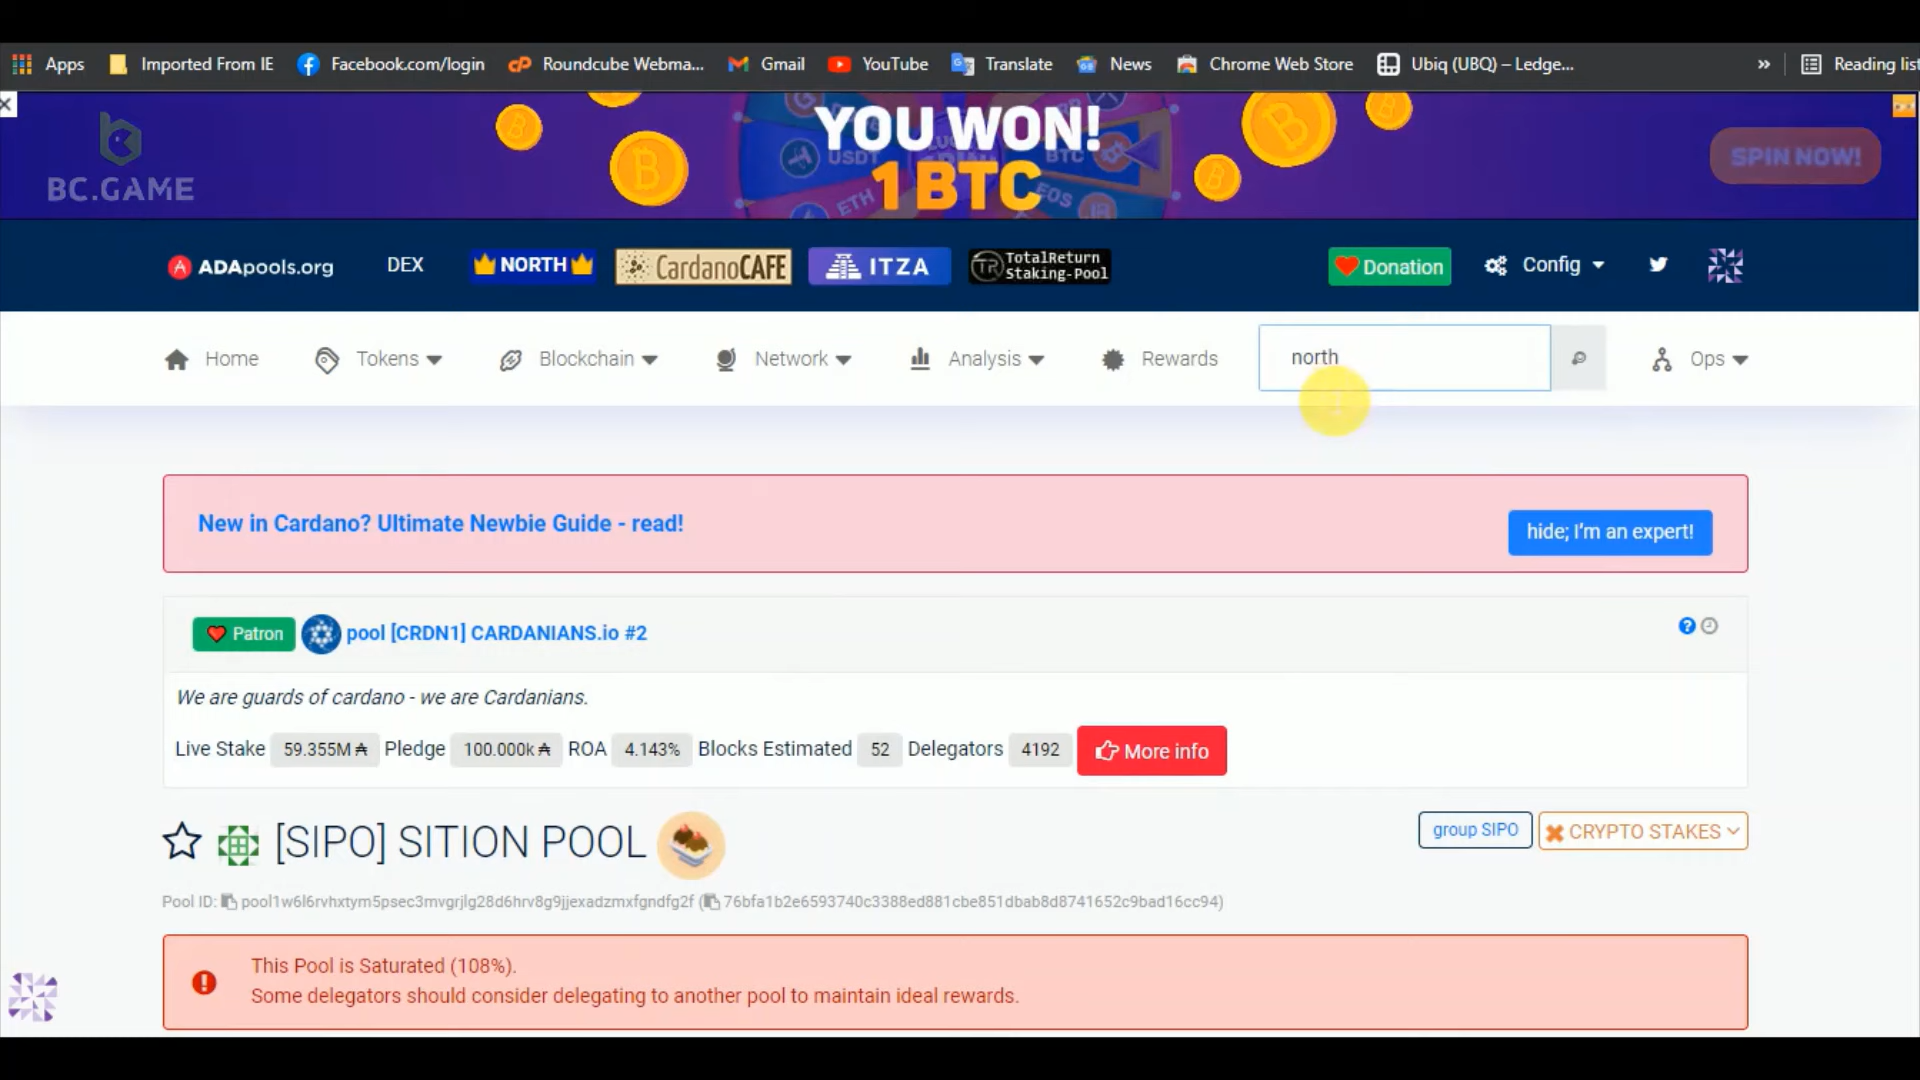 Apps Imported From IE Facebook.com/login Roundcube Webma... Gmail YouTube Translate News Chrome Web Store Ubiq (UBQ) – Ledge... » Reading list
BC.GAME
YOU WON!
1 BTC
USDT
BTC
ETH
EOS
SPIN NOW!
ADApools.org DEX NORTH CardanoCAFE ITZA TotalReturn
Staking-Pool
Donation Config
Home Tokens Blockchain Network Analysis Rewards north Ops
New in Cardano? Ultimate Newbie Guide - read!
hide; I'm an expert!
Patron pool [CRDN1] CARDANIANS.io #2
We are guards of cardano - we are Cardanians.
Live Stake 59.355M ₳ Pledge 100.000k ₳ ROA 4.143% Blocks Estimated 52 Delegators 4192 More info
[SIPO] SITION POOL
group SIPO CRYPTO STAKES
Pool ID: pool1w6l6rvhxtym5psec3mvgrjlg28d6hrv8g9jjexadzmxfgndfg2f (76bfa1b2e6593740c3388ed881cbe851dbab8d8741652c9bad16cc94)
This Pool is Saturated (108%).
Some delegators should consider delegating to another pool to maintain ideal rewards.